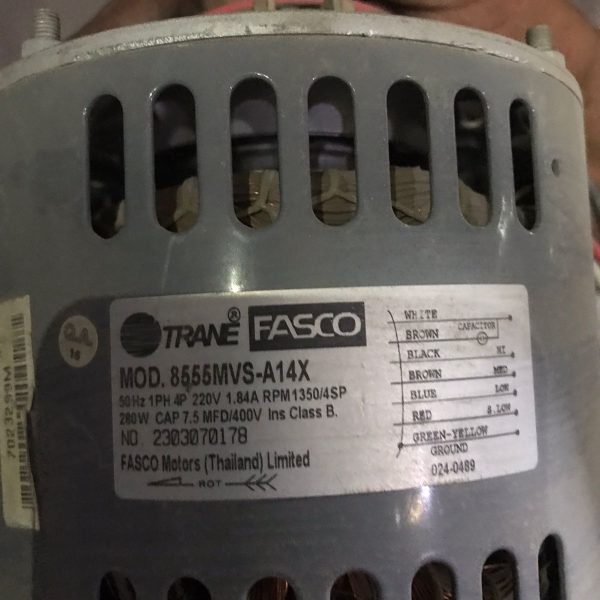 TRANE® FASCO
MOD. 8555MVS-A14X
50Hz 1PH 4P 220V 1.84A RPM1350/4SP
280W CAP 7.5 MFD/400V Ins Class B.
NO. 2303070178
FASCO Motors (Thailand) Limited
ROT
WHITE
BROWN CAPACITOR
BLACK HI
BROWN MED
BLUE LOW
RED S.LOW
GREEN-YELLOW
GROUND
024-0489
Q.A.
16
7023299M